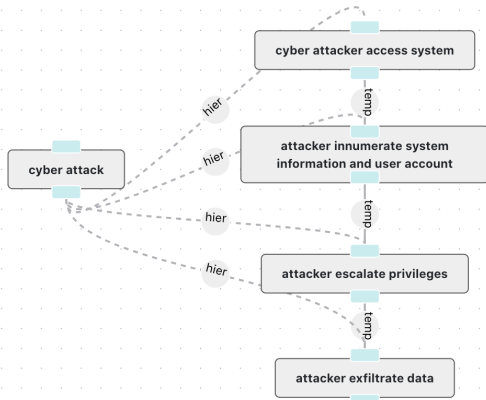 cyber attacker access system
hier
temp
attacker innumerate system
information and user account
hier
cyber attack
hier
temp
attacker escalate privileges
hier
temp
attacker exfiltrate data